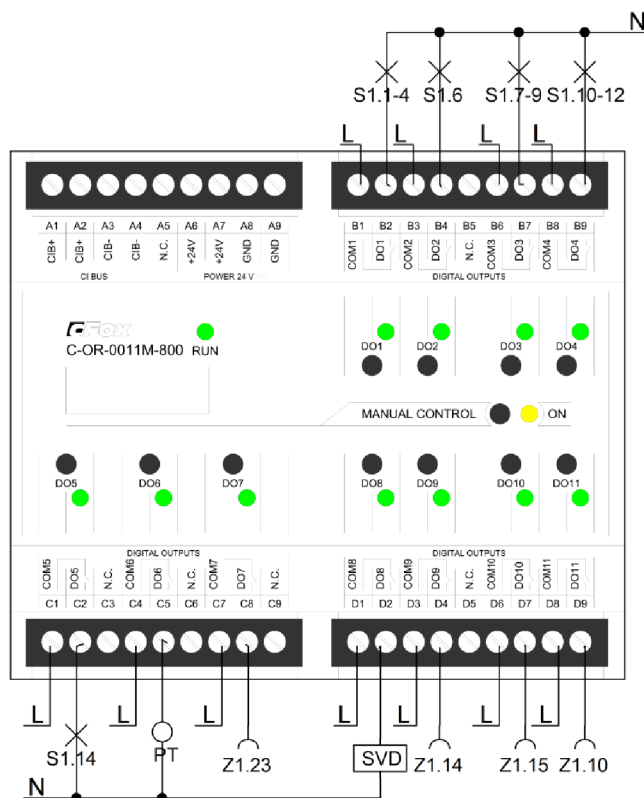 N
S1.1-4 S1.6 S1.7-9 S1.10-12
L L L L
A1 A2 A3 A4 A5 A6 A7 A8 A9 B1 B2 B3 B4 B5 B6 B7 B8 B9
CIB+ CIB+ CIB- CIB- N.C. +24V +24V GND GND COM1 DO1 COM2 DO2 N.C. COM3 DO3 COM4 DO4
CI BUS POWER 24 V DIGITAL OUTPUTS
CFox
C-OR-0011M-800 RUN
DO1 DO2 DO3 DO4
MANUAL CONTROL ON
DO5 DO6 DO7 DO8 DO9 DO10 DO11
DIGITAL OUTPUTS DIGITAL OUTPUTS
COM5 DO5 N.C. COM6 DO6 N.C. COM7 DO7 N.C. COM8 DO8 COM9 DO9 N.C. COM10 DO10 COM11 DO11
C1 C2 C3 C4 C5 C6 C7 C8 C9 D1 D2 D3 D4 D5 D6 D7 D8 D9
L L L L L L L
S1.14 PT Z1.23 SVD Z1.14 Z1.15 Z1.10
N